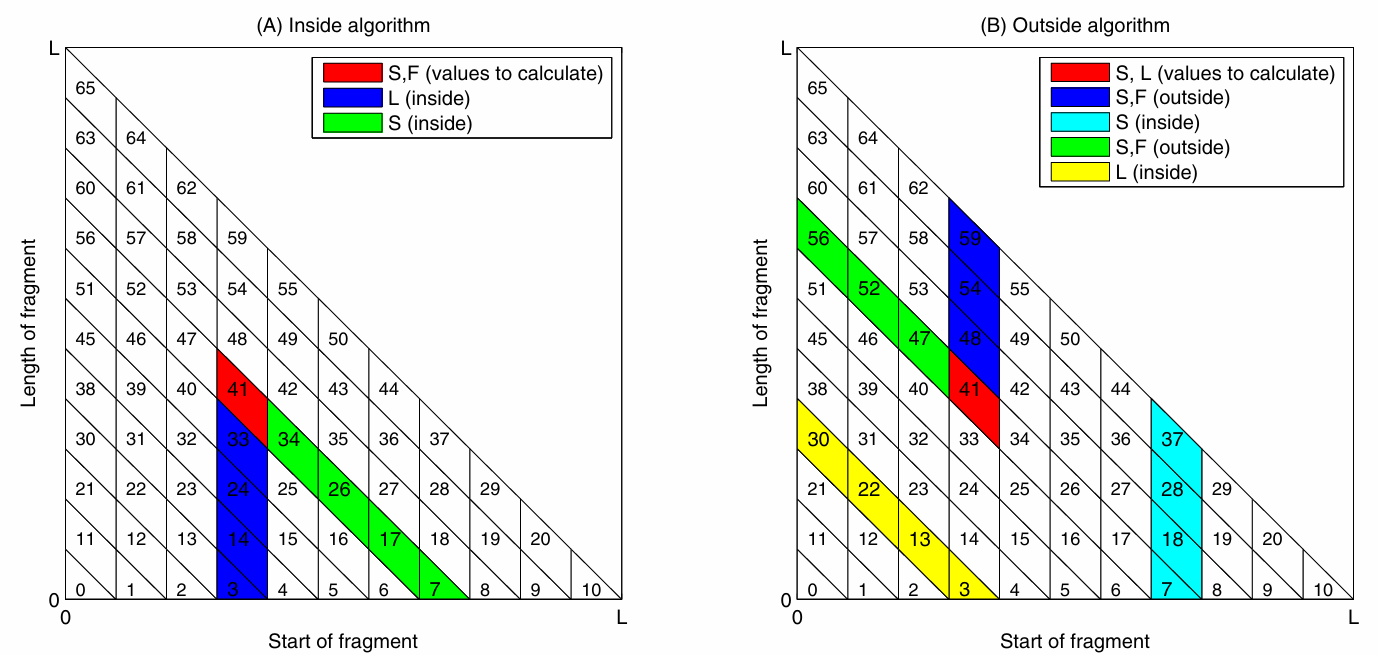 (A) Inside algorithm
L
S,F (values to calculate)
L (inside)
S (inside)
65
63 64
60 61 62
56 57 58 59
51 52 53 54 55
45 46 47 48 49 50
38 39 40 41 42 43 44
30 31 32 33 34 35 36 37
21 22 23 24 25 26 27 28 29
11 12 13 14 15 16 17 18 19 20
0 1 2 3 4 5 6 7 8 9 10
0
0 L
Length of fragment
Start of fragment
(B) Outside algorithm
L
S, L (values to calculate)
S,F (outside)
S (inside)
S,F (outside)
L (inside)
65
63 64
60 61 62
56 57 58 59
51 52 53 54 55
45 46 47 48 49 50
38 39 40 41 42 43 44
30 31 32 33 34 35 36 37
21 22 23 24 25 26 27 28 29
11 12 13 14 15 16 17 18 19 20
0 1 2 3 4 5 6 7 8 9 10
0
0 L
Length of fragment
Start of fragment